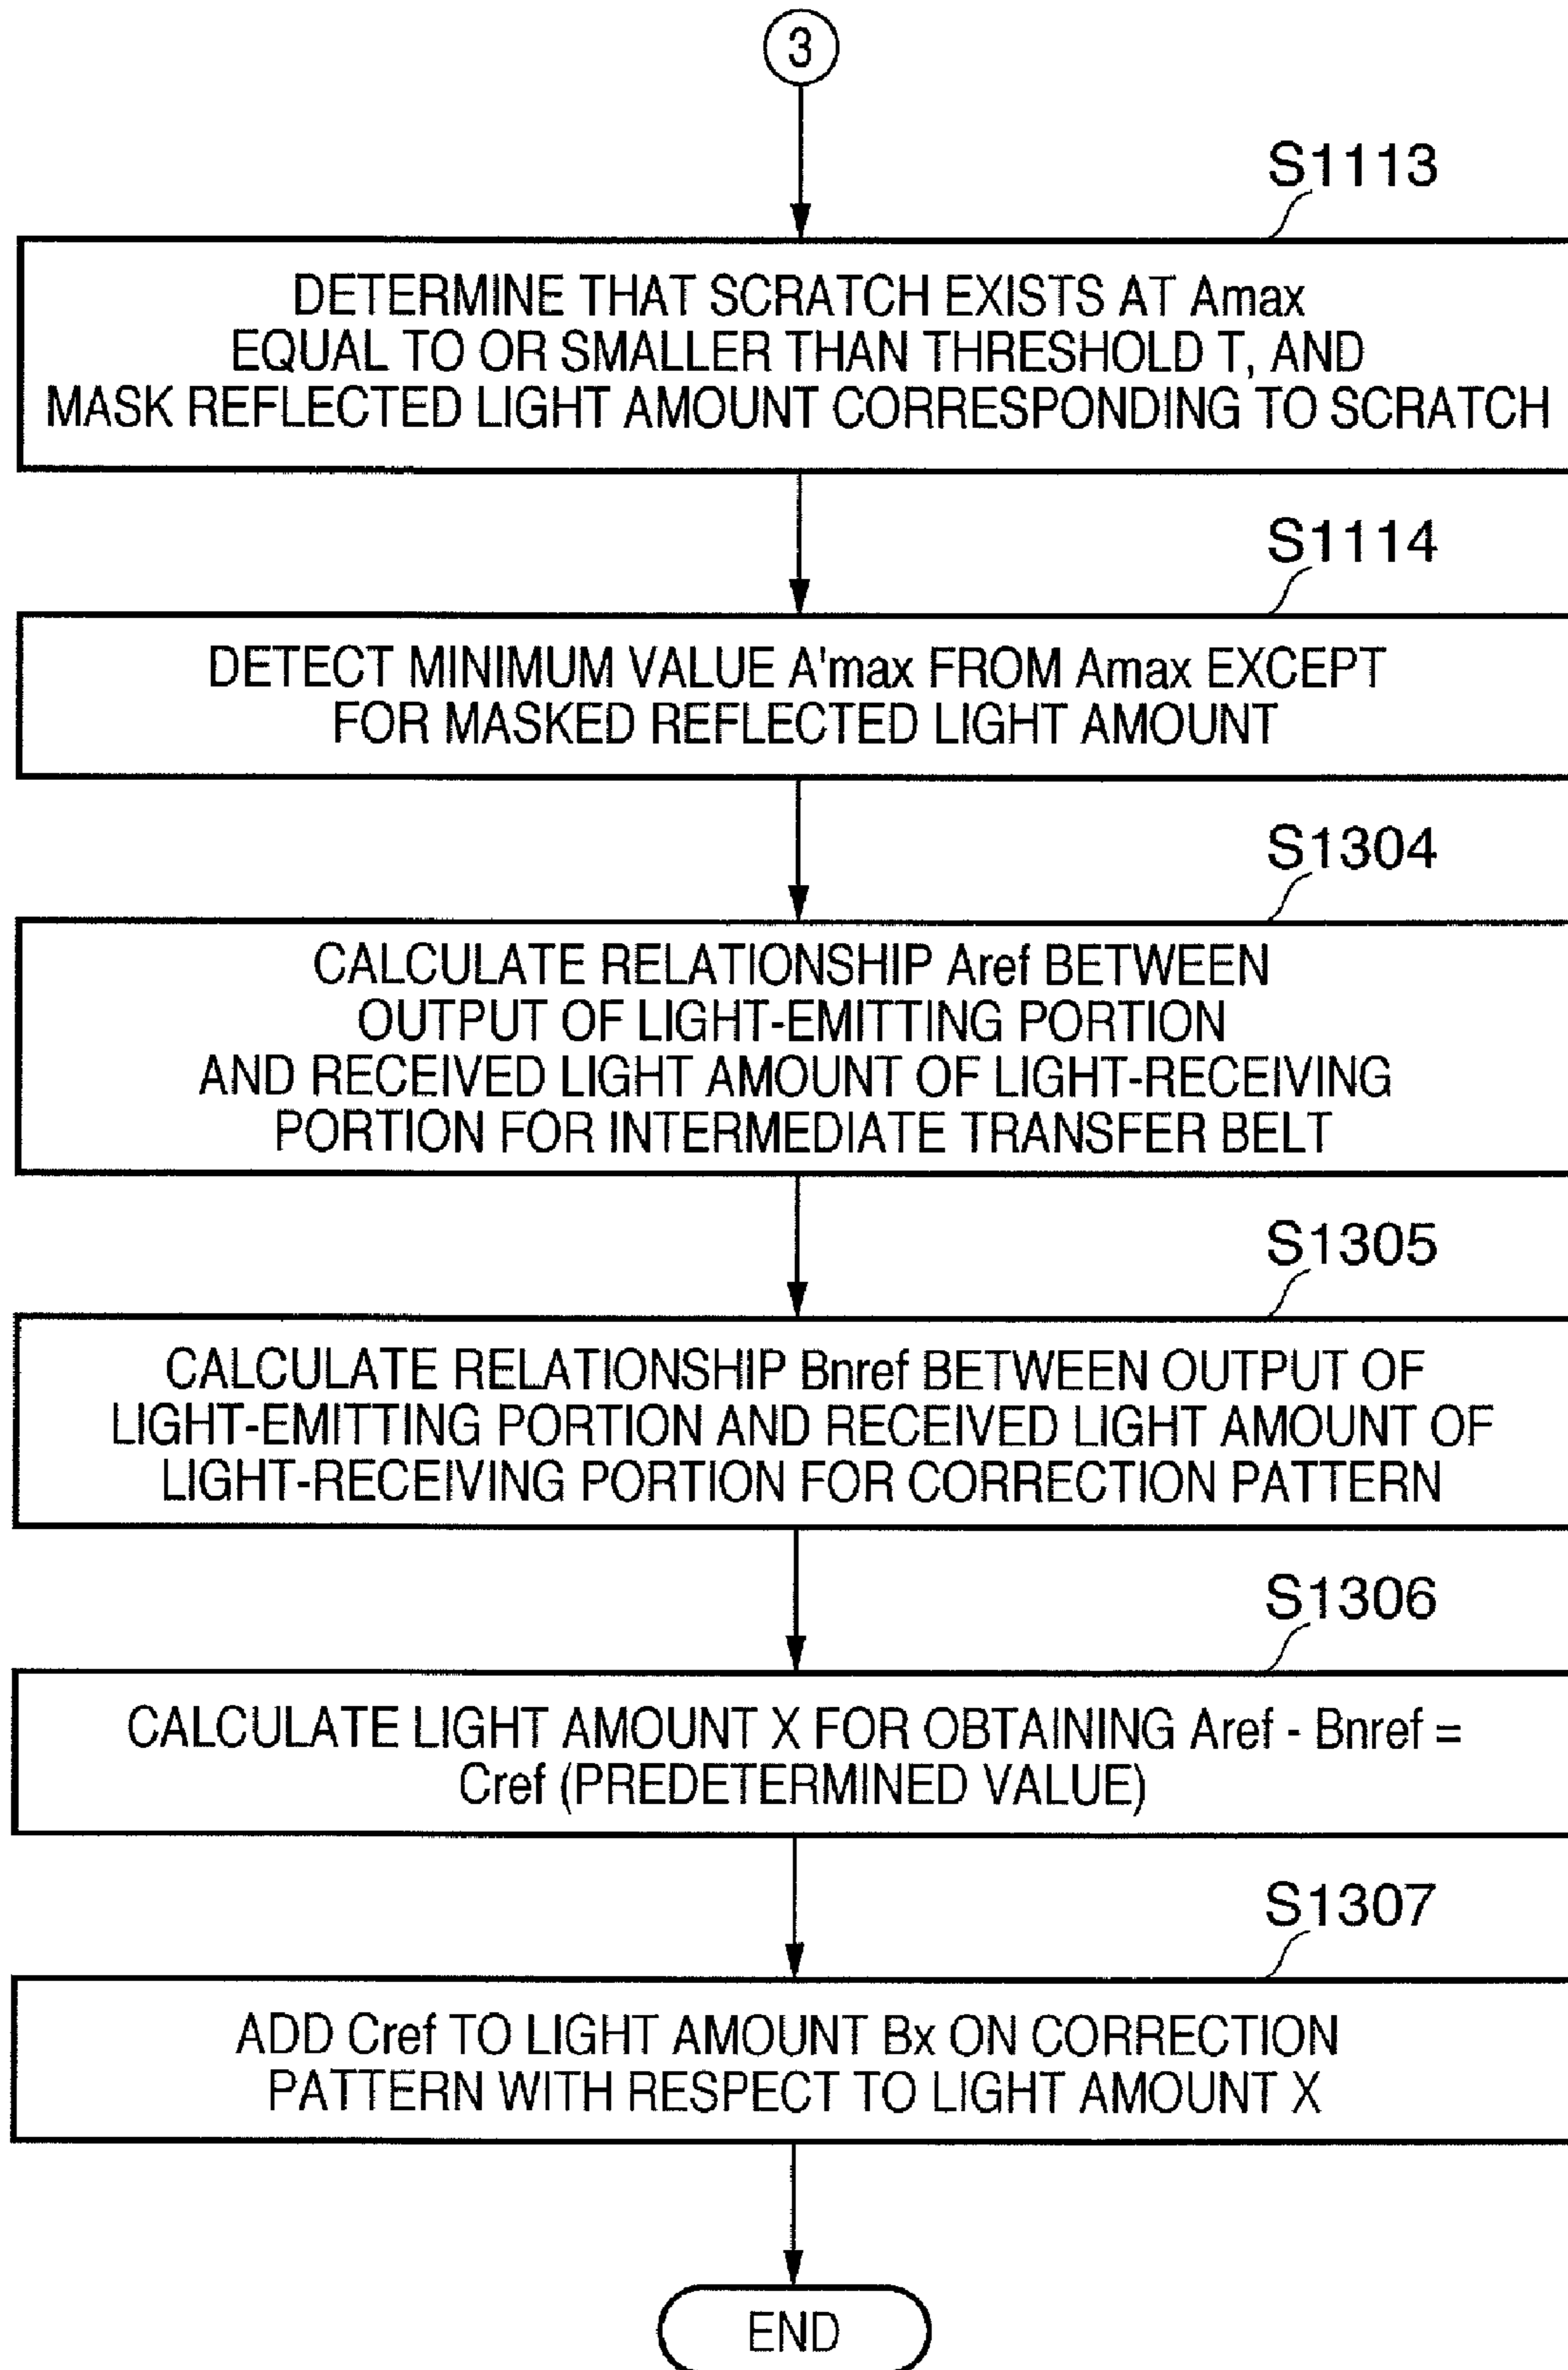 3
S1113
DETERMINE THAT SCRATCH EXISTS AT Amax
EQUAL TO OR SMALLER THAN THRESHOLD T, AND
MASK REFLECTED LIGHT AMOUNT CORRESPONDING TO SCRATCH
S1114
DETECT MINIMUM VALUE A'max FROM Amax EXCEPT
FOR MASKED REFLECTED LIGHT AMOUNT
S1304
CALCULATE RELATIONSHIP Aref BETWEEN
OUTPUT OF LIGHT-EMITTING PORTION
AND RECEIVED LIGHT AMOUNT OF LIGHT-RECEIVING
PORTION FOR INTERMEDIATE TRANSFER BELT
S1305
CALCULATE RELATIONSHIP Bnref BETWEEN OUTPUT OF
LIGHT-EMITTING PORTION AND RECEIVED LIGHT AMOUNT OF
LIGHT-RECEIVING PORTION FOR CORRECTION PATTERN
S1306
CALCULATE LIGHT AMOUNT X FOR OBTAINING Aref - Bnref =
Cref (PREDETERMINED VALUE)
S1307
ADD Cref TO LIGHT AMOUNT Bx ON CORRECTION
PATTERN WITH RESPECT TO LIGHT AMOUNT X
END